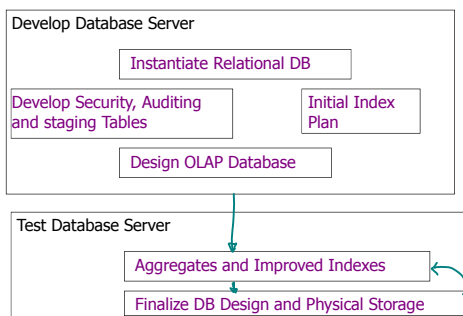 Develop Database Server
Instantiate Relational DB
Develop Security, Auditing
and staging Tables
Initial Index
Plan
Design OLAP Database
Test Database Server
Aggregates and Improved Indexes
Finalize DB Design and Physical Storage